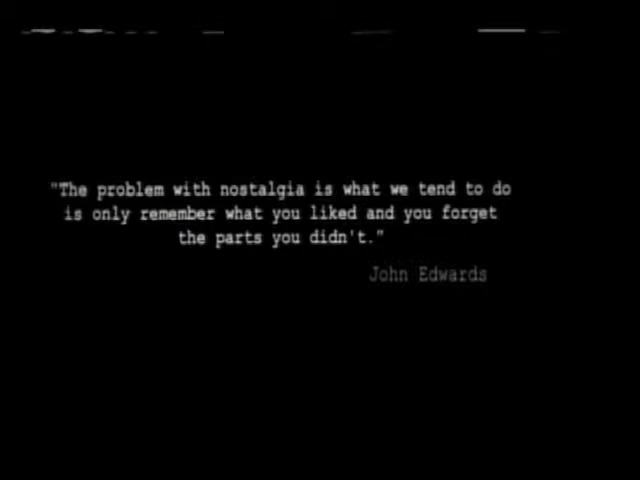 "The problem with nostalgia is what we tend to do
is only remember what you liked and you forget
the parts you didn't."
John Edwards